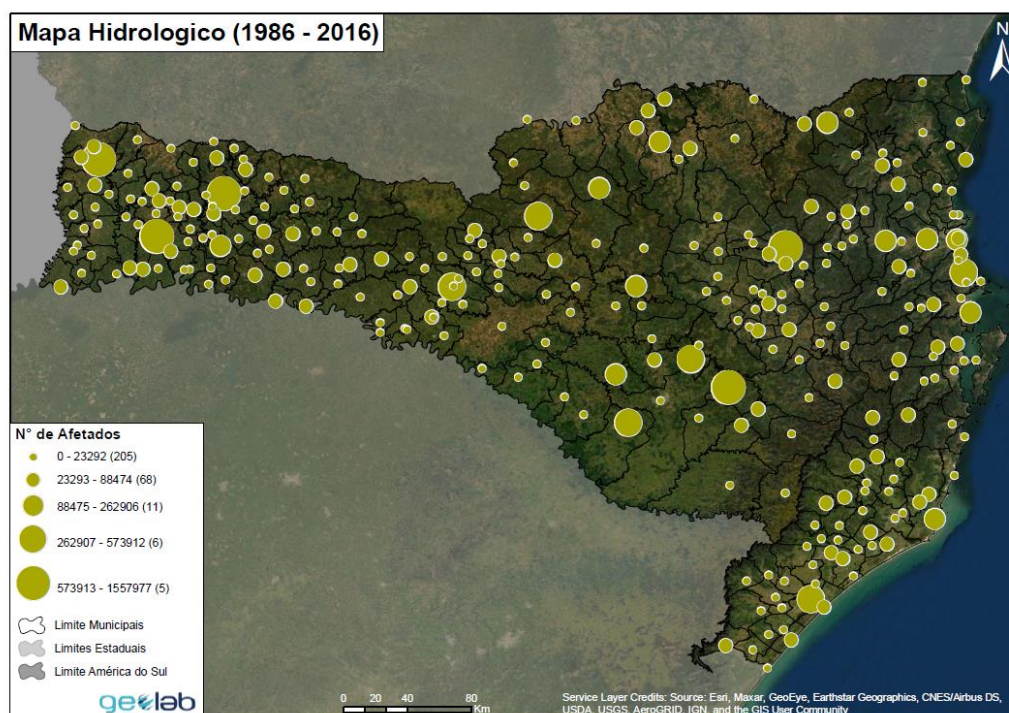 Mapa Hidrologico (1986 - 2016)
N
N° de Afetados
0 - 23292 (205)
23293 - 88474 (68)
88475 - 262906 (11)
262907 - 573912 (6)
573913 - 1557977 (5)
Limite Municipais
Limites Estaduais
Limite América do Sul
geolab
0 20 40 80
Km
Service Layer Credits: Source: Esri, Maxar, GeoEye, Earthstar Geographics, CNES/Airbus DS,
USDA, USGS, AeroGRID, IGN, and the GIS User Community